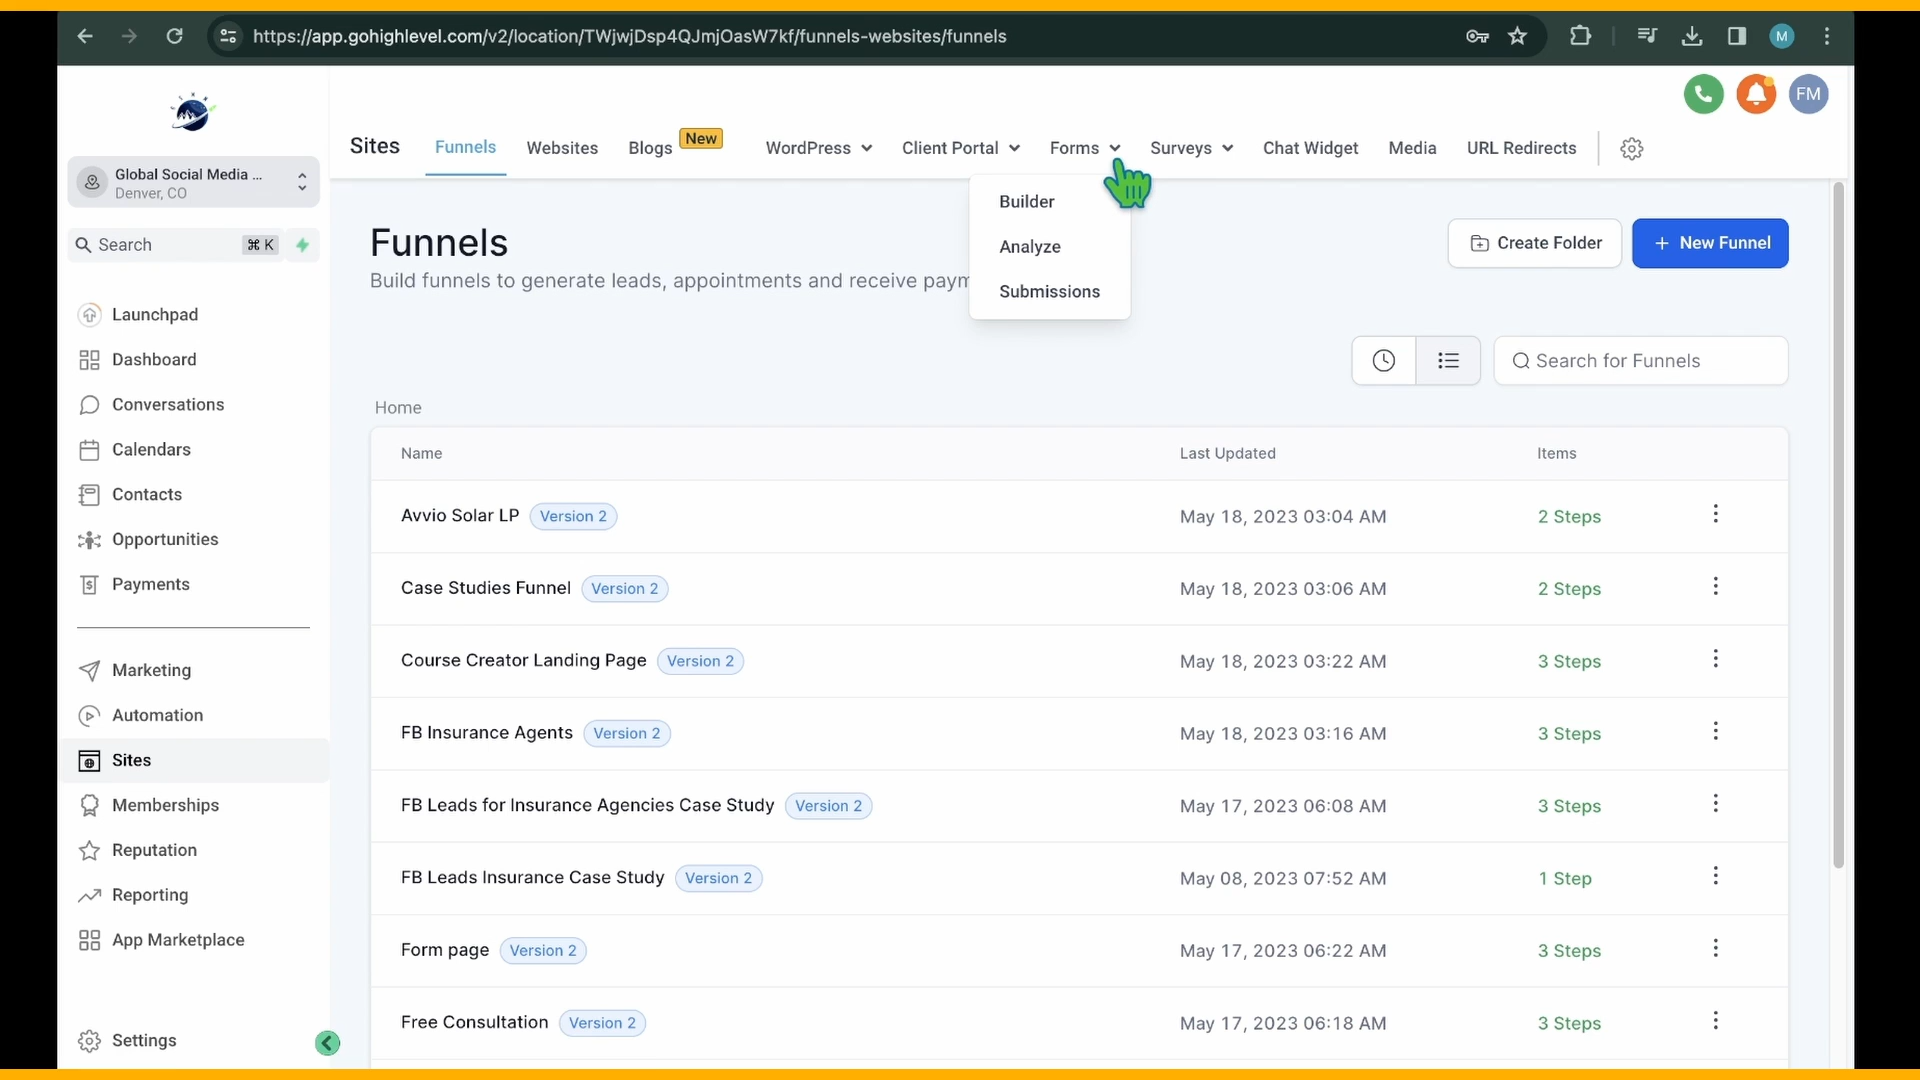 https://app.gohighlevel.com/v2/location/TWjwjDsp4QJmjOasW7kf/funnels-websites/funnels
M
FM
Sites
Funnels
Websites
Blogs
New
WordPress
Client Portal
Forms
Surveys
Chat Widget
Media
URL Redirects
Global Social Media ...
Denver, CO
Search
⌘ K
Builder
Analyze
Submissions
Funnels
Build funnels to generate leads, appointments and receive paym
Create Folder
+ New Funnel
Launchpad
Dashboard
Conversations
Calendars
Contacts
Opportunities
Payments
Marketing
Automation
Sites
Memberships
Reputation
Reporting
App Marketplace
Settings
Search for Funnels
Home
Name Last Updated Items
Avvio Solar LP Version 2 May 18, 2023 03:04 AM 2 Steps
Case Studies Funnel Version 2 May 18, 2023 03:06 AM 2 Steps
Course Creator Landing Page Version 2 May 18, 2023 03:22 AM 3 Steps
FB Insurance Agents Version 2 May 18, 2023 03:16 AM 3 Steps
FB Leads for Insurance Agencies Case Study Version 2 May 17, 2023 06:08 AM 3 Steps
FB Leads Insurance Case Study Version 2 May 08, 2023 07:52 AM 1 Step
Form page Version 2 May 17, 2023 06:22 AM 3 Steps
Free Consultation Version 2 May 17, 2023 06:18 AM 3 Steps